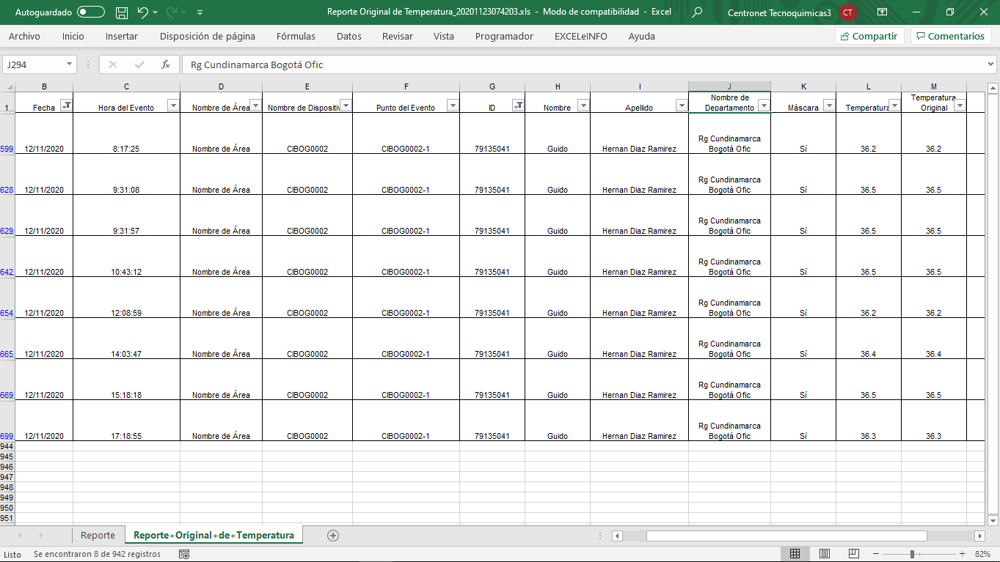 Autoguardado Reporte Original de Temperatura_20201123074203.xls - Modo de compatibilidad - Excel Centronet Tecnoquimicas3 CT
Archivo Inicio Insertar Disposición de página Fórmulas Datos Revisar Vista Programador EXCELeINFO Ayuda Compartir Comentarios
J294 fx Rg Cundinamarca Bogotá Ofic
B C D E F G H I J K L M
1 Fecha Hora del Evento Nombre de Área Nombre de Dispositiv Punto del Evento ID Nombre Apellido Nombre de Departamento Máscara Temperatura Temperatura Original
599 12/11/2020 8:17:25 Nombre de Área CIBOG0002 CIBOG0002-1 79135041 Guido Hernan Diaz Ramirez Rg Cundinamarca Bogotá Ofic Sí 36.2 36.2
628 12/11/2020 9:31:08 Nombre de Área CIBOG0002 CIBOG0002-1 79135041 Guido Hernan Diaz Ramirez Rg Cundinamarca Bogotá Ofic Sí 36.5 36.5
629 12/11/2020 9:31:57 Nombre de Área CIBOG0002 CIBOG0002-1 79135041 Guido Hernan Diaz Ramirez Rg Cundinamarca Bogotá Ofic Sí 36.5 36.5
642 12/11/2020 10:43:12 Nombre de Área CIBOG0002 CIBOG0002-1 79135041 Guido Hernan Diaz Ramirez Rg Cundinamarca Bogotá Ofic Sí 36.5 36.5
654 12/11/2020 12:08:59 Nombre de Área CIBOG0002 CIBOG0002-1 79135041 Guido Hernan Diaz Ramirez Rg Cundinamarca Bogotá Ofic Sí 36.2 36.2
665 12/11/2020 14:03:47 Nombre de Área CIBOG0002 CIBOG0002-1 79135041 Guido Hernan Diaz Ramirez Rg Cundinamarca Bogotá Ofic Sí 36.4 36.4
669 12/11/2020 15:18:18 Nombre de Área CIBOG0002 CIBOG0002-1 79135041 Guido Hernan Diaz Ramirez Rg Cundinamarca Bogotá Ofic Sí 36.5 36.5
699 12/11/2020 17:18:55 Nombre de Área CIBOG0002 CIBOG0002-1 79135041 Guido Hernan Diaz Ramirez Rg Cundinamarca Bogotá Ofic Sí 36.3 36.3
944
945
946
947
948
949
950
951
Reporte Reporte+Original+de+Temperatura
Listo Se encontraron 8 de 942 registros 82%